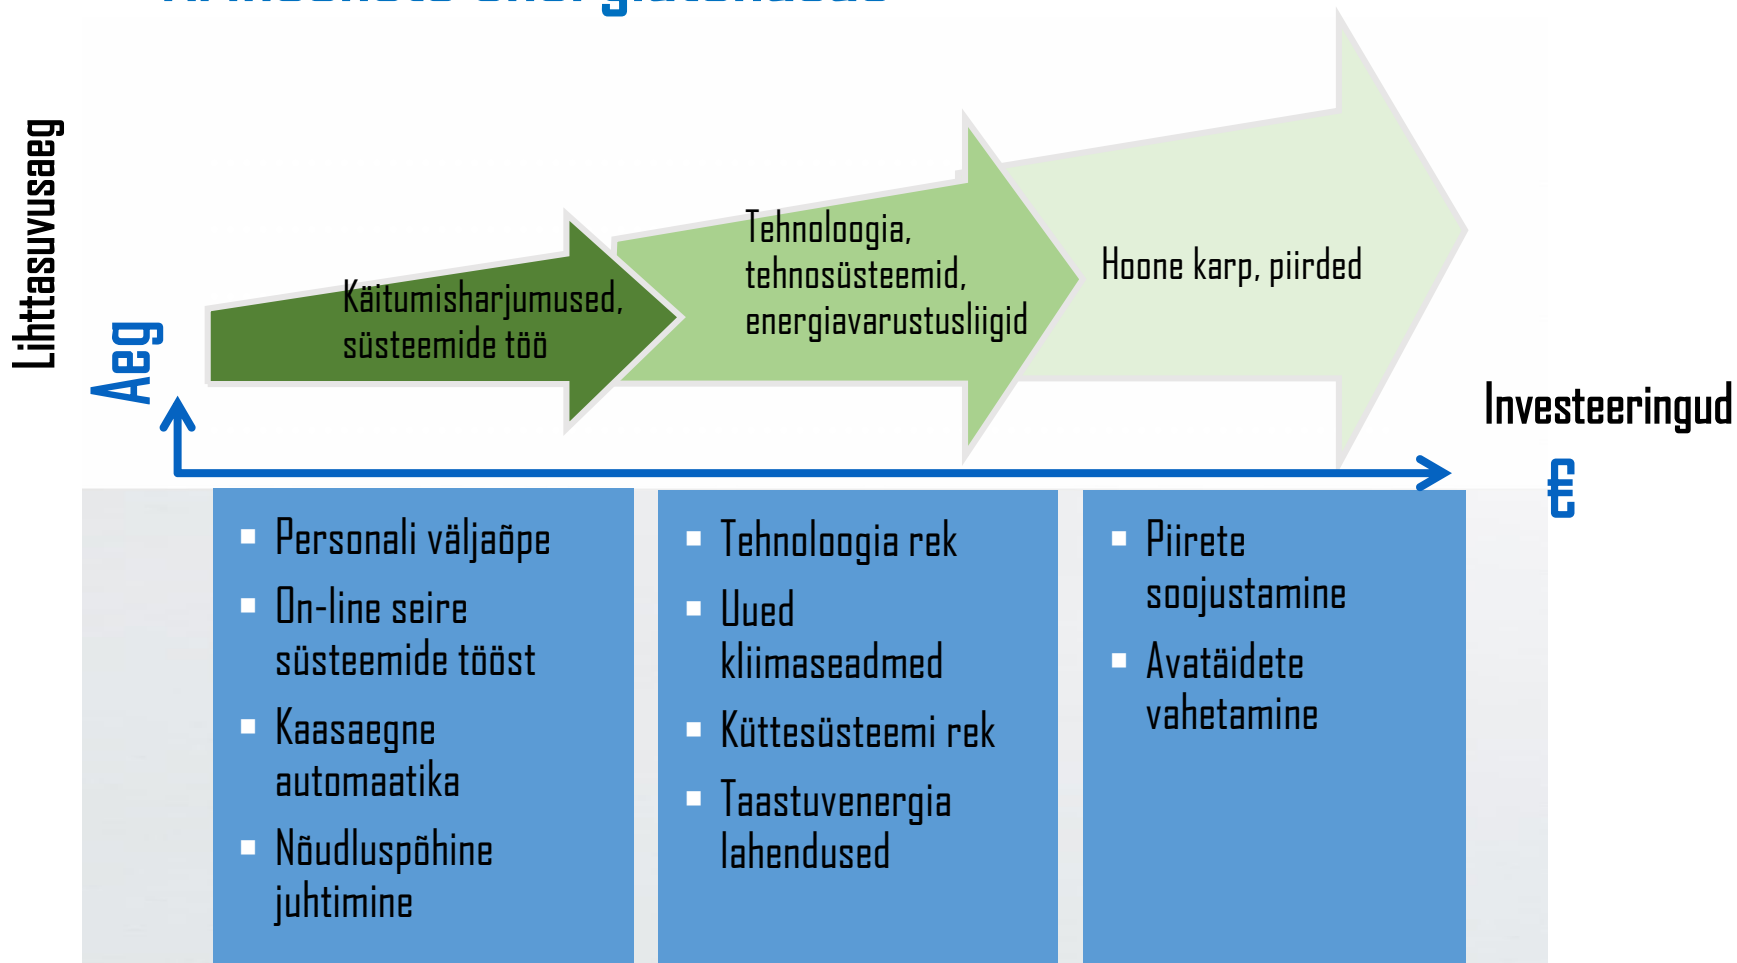 energiatõhusus
Lihttasuvusaeg
Aeg
Käitumisharjumused,
süsteemide töö
Tehnoloogia,
tehnosüsteemid,
energiavarustusliigid
Hoone karp, piirded
Investeeringud
€
▪ Personali väljaõpe
▪ On-line seire
süsteemide tööst
▪ Kaasaegne
automaatika
▪ Nõudluspõhine
juhtimine
▪ Tehnoloogia rek
▪ Uued
kliimaseadmed
▪ Küttesüsteemi rek
▪ Taastuvenergia
lahendused
▪ Piirete
soojustamine
▪ Avatäidete
vahetamine